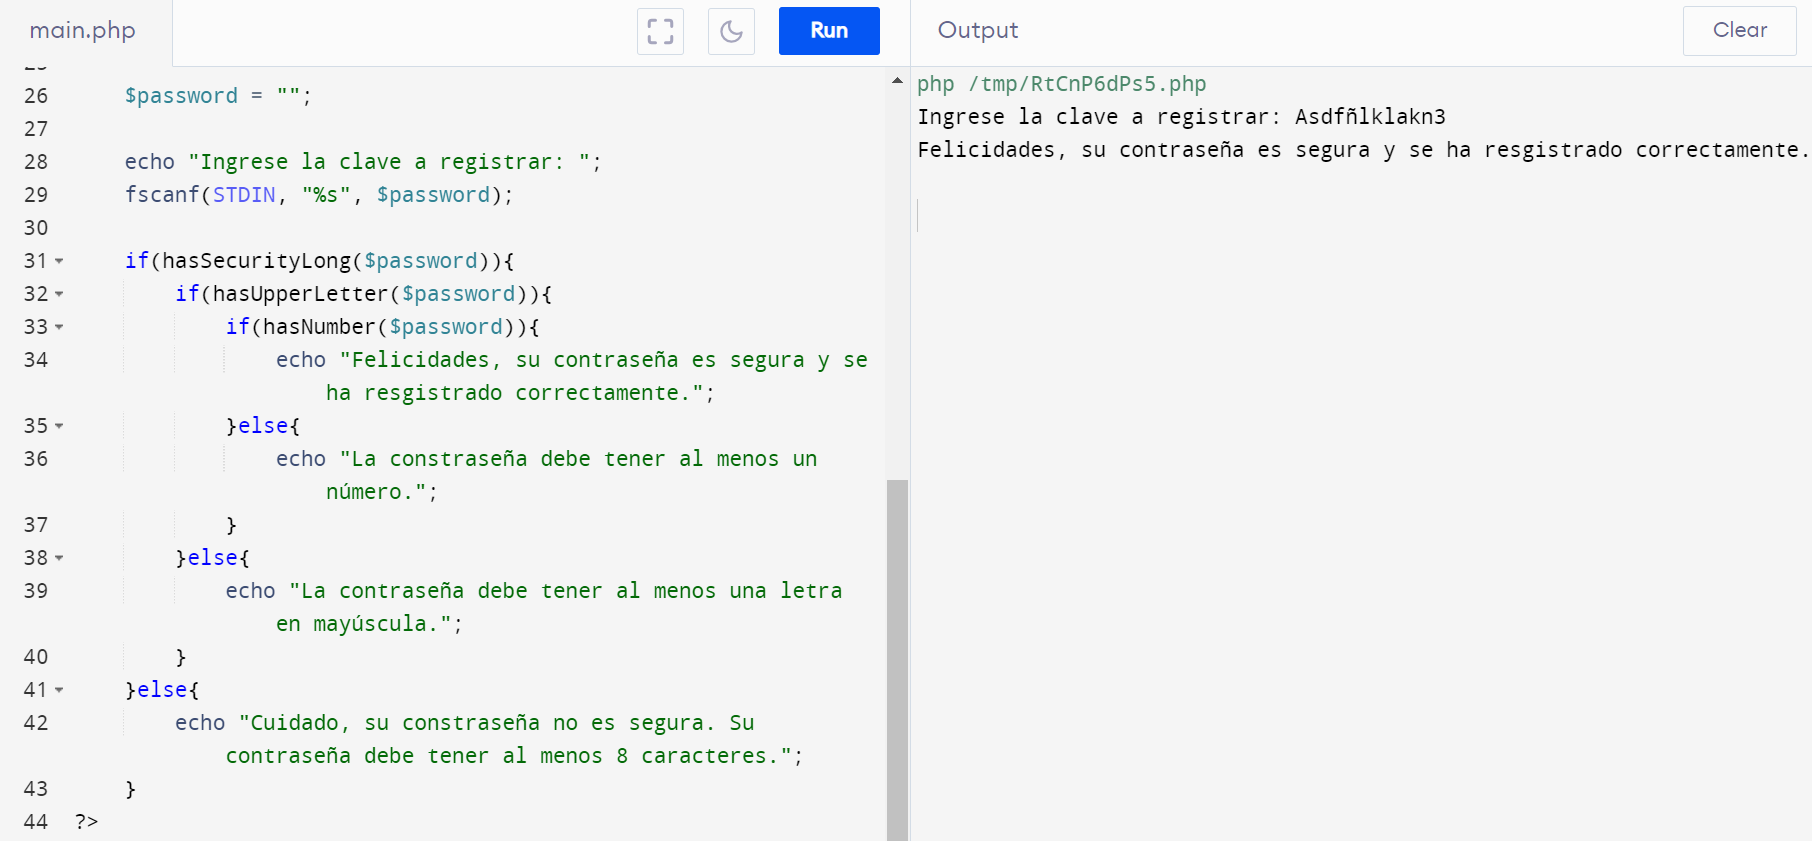 main.php
Run
Output
Clear
26 $password = "";
27
28 echo "Ingrese la clave a registrar: ";
29 fscanf(STDIN, "%s", $password);
30
31 if(hasSecurityLong($password)){
32 if(hasUpperLetter($password)){
33 if(hasNumber($password)){
34 echo "Felicidades, su contraseña es segura y se
ha resgistrado correctamente.";
35 }else{
36 echo "La constraseña debe tener al menos un
número.";
37 }
38 }else{
39 echo "La contraseña debe tener al menos una letra
en mayúscula.";
40 }
41 }else{
42 echo "Cuidado, su constraseña no es segura. Su
contraseña debe tener al menos 8 caracteres.";
43 }
44 ?>
php /tmp/RtCnP6dPs5.php
Ingrese la clave a registrar: Asdfñlklakn3
Felicidades, su contraseña es segura y se ha resgistrado correctamente.